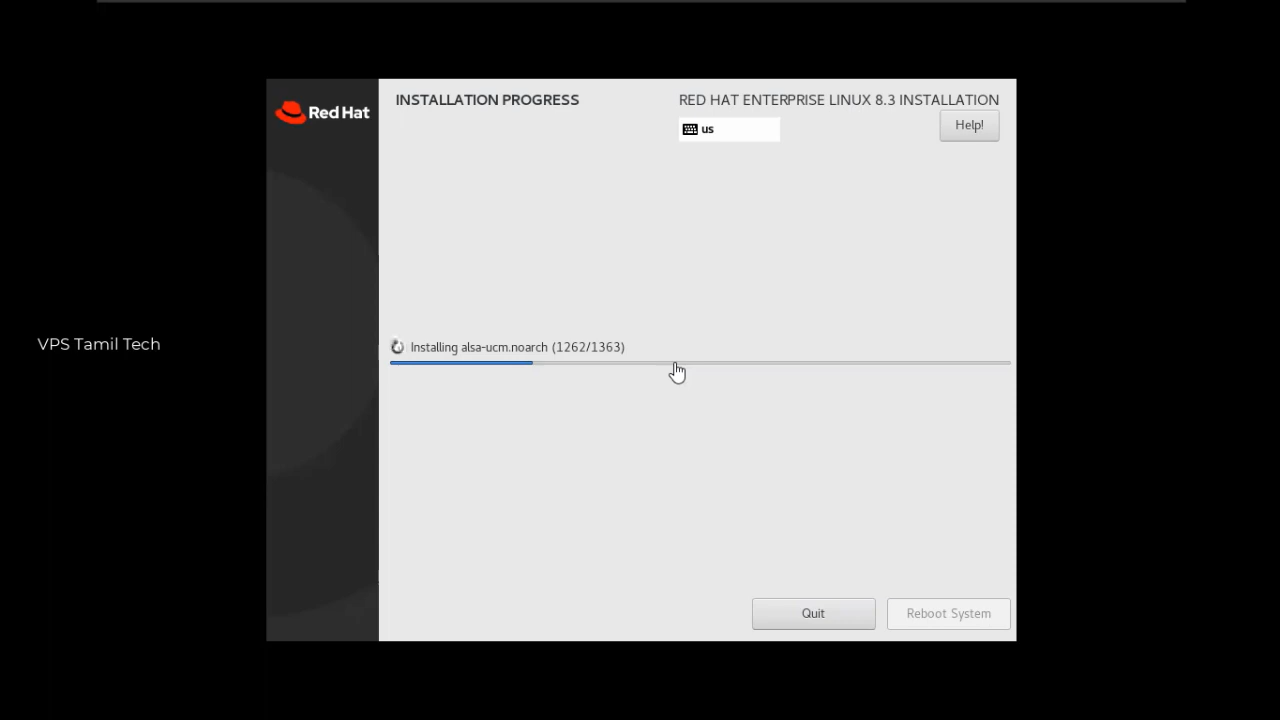 Red Hat
INSTALLATION PROGRESS
RED HAT ENTERPRISE LINUX 8.3 INSTALLATION
us
Help!
VPS Tamil Tech
Installing alsa-ucm.noarch (1262/1363)
Quit
Reboot System